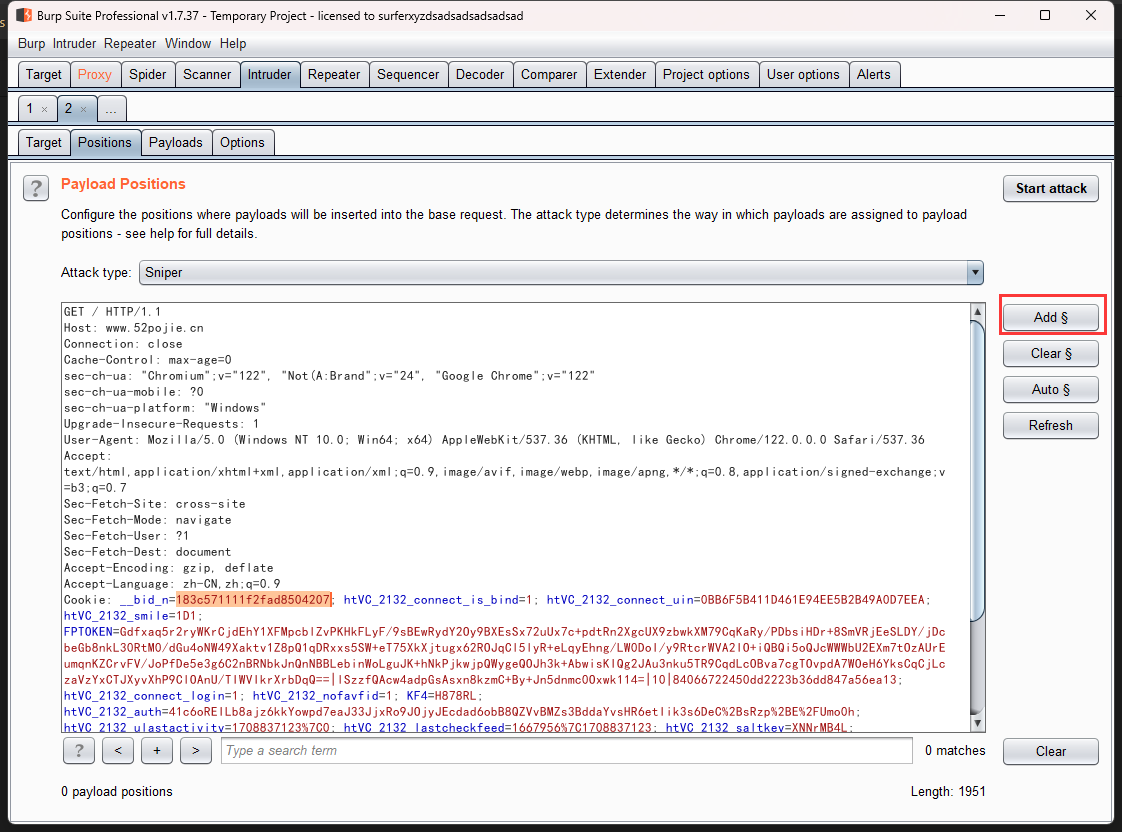 Burp Suite Professional v1.7.37 - Temporary Project - licensed to surferxyzdsadsadsadsadsad
Burp Intruder Repeater Window Help
Target Proxy Spider Scanner Intruder Repeater Sequencer Decoder Comparer Extender Project options User options Alerts
1 × 2 × ...
Target Positions Payloads Options
? Payload Positions
Start attack
Configure the positions where payloads will be inserted into the base request. The attack type determines the way in which payloads are assigned to payload
positions - see help for full details.
Attack type: Sniper
GET / HTTP/1.1
Host: www.52pojie.cn
Connection: close
Cache-Control: max-age=0
sec-ch-ua: "Chromium";v="122", "Not(A:Brand";v="24", "Google Chrome";v="122"
sec-ch-ua-mobile: ?0
sec-ch-ua-platform: "Windows"
Upgrade-Insecure-Requests: 1
User-Agent: Mozilla/5.0 (Windows NT 10.0; Win64; x64) AppleWebKit/537.36 (KHTML, like Gecko) Chrome/122.0.0.0 Safari/537.36
Accept:
text/html,application/xhtml+xml,application/xml;q=0.9,image/avif,image/webp,image/apng,*/*;q=0.8,application/signed-exchange;v
=b3;q=0.7
Sec-Fetch-Site: cross-site
Sec-Fetch-Mode: navigate
Sec-Fetch-User: ?1
Sec-Fetch-Dest: document
Accept-Encoding: gzip, deflate
Accept-Language: zh-CN,zh;q=0.9
Cookie: __bid_n=183c571111f2fad8504207; htVC_2132_connect_is_bind=1; htVC_2132_connect_uin=0BB6F5B411D461E94EE5B2B49A0D7EEA;
htVC_2132_smile=1D1;
FPTOKEN=Gdfxaq5r2ryWKrCjdEhY1XFMpcblZvPKHkFLyF/9sBEwRydY2Oy9BXEsSx72uUx7c+pdtRn2XgcUX9zbwkXM79CqKaRy/PDbsiHDr+8SmVRjEeSLDY/jDc
beGb8nkL3ORtMO/dGu4oNW49Xaktv1Z8pQ1qDRxxs5SW+eT75XkXjtugx62ROJqCl5lyR+eLqyEhng/LWODol/y9RtcrWVA2IO+iQBQi5oQJcWWWbU2EXm7tOzAUrE
umqnKZCrvFV/JoPfDe5e3g6C2nBRNbkJnQnNBBLebinWoLguJK+hNkPjkwjpQWygeQOJh3k+AbwisKlQg2JAu3nku5TR9CqdLcOBva7cgTOvpdA7WOeH6YksCqCjLc
zaVzYxCTJXyvXhP9ClOAnU/TlWVlkrXrbDqQ==|lSzzfQAcw4adpGsAsxn8kzmC+By+Jn5dnmcOOxwk114=|10|84066722450dd2223b36dd847a56ea13;
htVC_2132_connect_login=1; htVC_2132_nofavfid=1; KF4=H878RL;
htVC_2132_auth=41c6oRElLb8ajz6kkYowpd7eaJ33JjxRo9JOjyJEcdad6obB8QZVvBMZs3BddaYvsHR6etlik3s6DeC%2BsRzp%2BE%2FUmoOh;
htVC_2132_ulastactivity=1708837123%7C0; htVC_2132_lastcheckfeed=1667956%7C1708837123; htVC_2132_saltkey=XNNrMB4L;
Add §
Clear §
Auto §
Refresh
? < + > Type a search term 0 matches Clear
0 payload positions Length: 1951